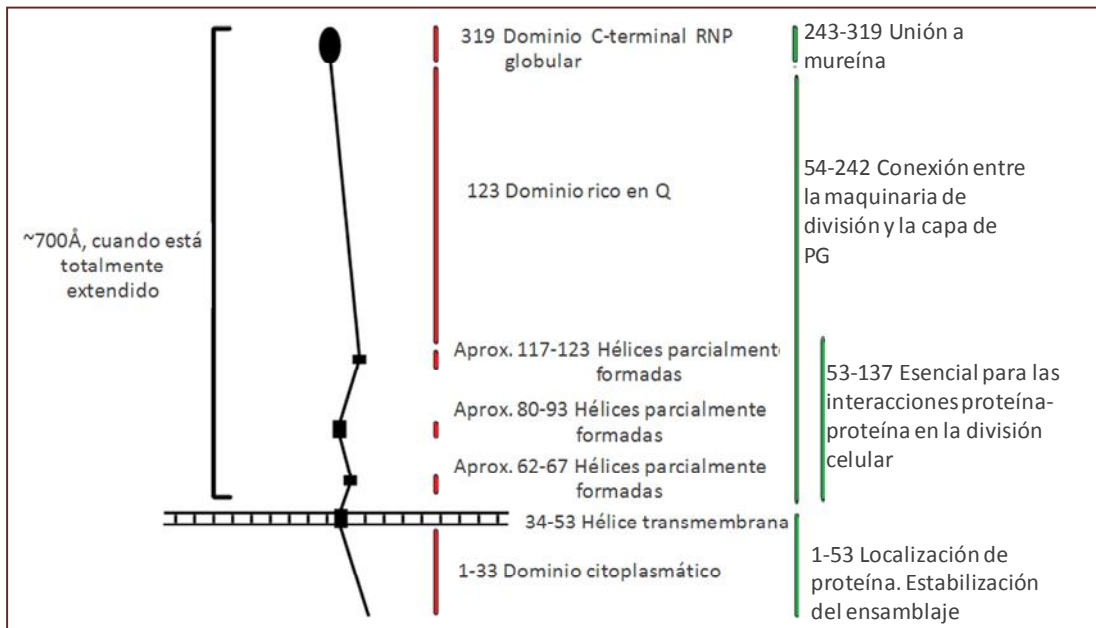 319 Dominio C-terminal RNP
globular
243-319 Unión a
mureína
123 Dominio rico en Q
54-242 Conexión entre
la maquinaria de
división y la capa de
PG
~700Å, cuando está
totalmente
extendido
Aprox. 117-123 Hélices parcialmente
formadas
53-137 Esencial para las
interacciones proteína-
proteína en la división
celular
Aprox. 80-93 Hélices parcialmente
formadas
Aprox. 62-67 Hélices parcialmente
formadas
34-53 Hélice transmembrana
1-33 Dominio citoplasmático
1-53 Localización de
proteína. Estabilización
del ensamblaje